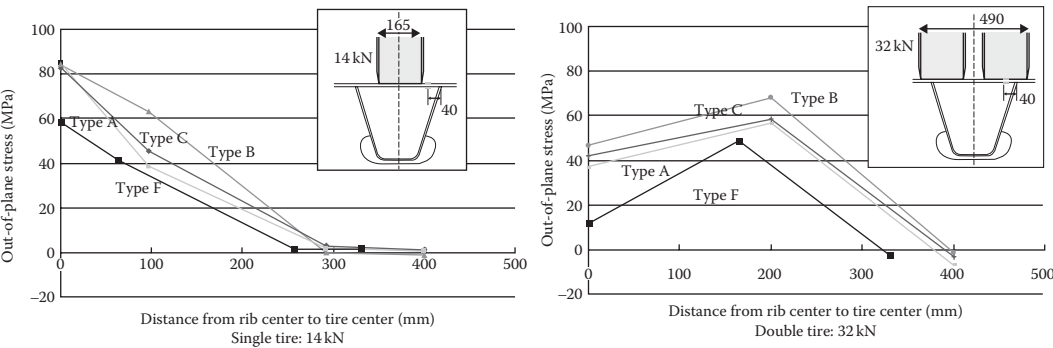 Out-of-plane stress (MPa)
100
80
60
40
20
0
–20
0
100
200
300
400
500
Type A
Type C
Type B
Type F
165
14 kN
40
Distance from rib center to tire center (mm)
Single tire: 14 kN
Out-of-plane stress (MPa)
100
80
60
40
20
0
–20
0
100
200
300
400
500
Type C
Type B
Type A
Type F
490
32 kN
40
Distance from rib center to tire center (mm)
Double tire: 32 kN